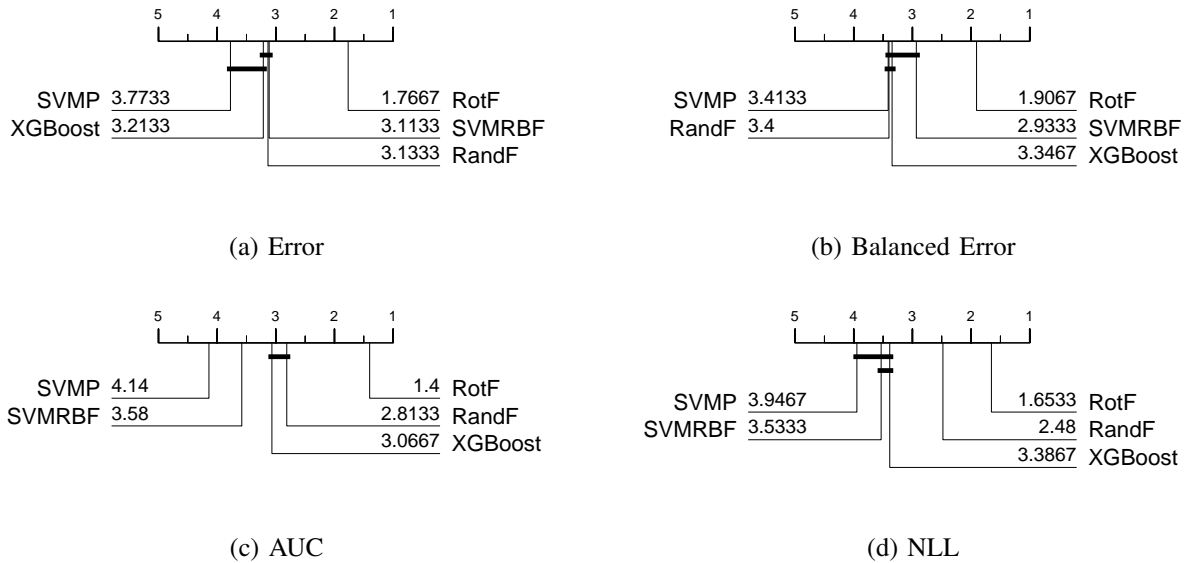 5 4 3 2 1
SVMP 3.7733 1.7667 RotF
XGBoost 3.2133 3.1133 SVMRBF
3.1333 RandF
(a) Error
5 4 3 2 1
SVMP 3.4133 1.9067 RotF
RandF 3.4 2.9333 SVMRBF
3.3467 XGBoost
(b) Balanced Error
5 4 3 2 1
SVMP 4.14 1.4 RotF
SVMRBF 3.58 2.8133 RandF
3.0667 XGBoost
(c) AUC
5 4 3 2 1
SVMP 3.9467 1.6533 RotF
SVMRBF 3.5333 2.48 RandF
3.3867 XGBoost
(d) NLL